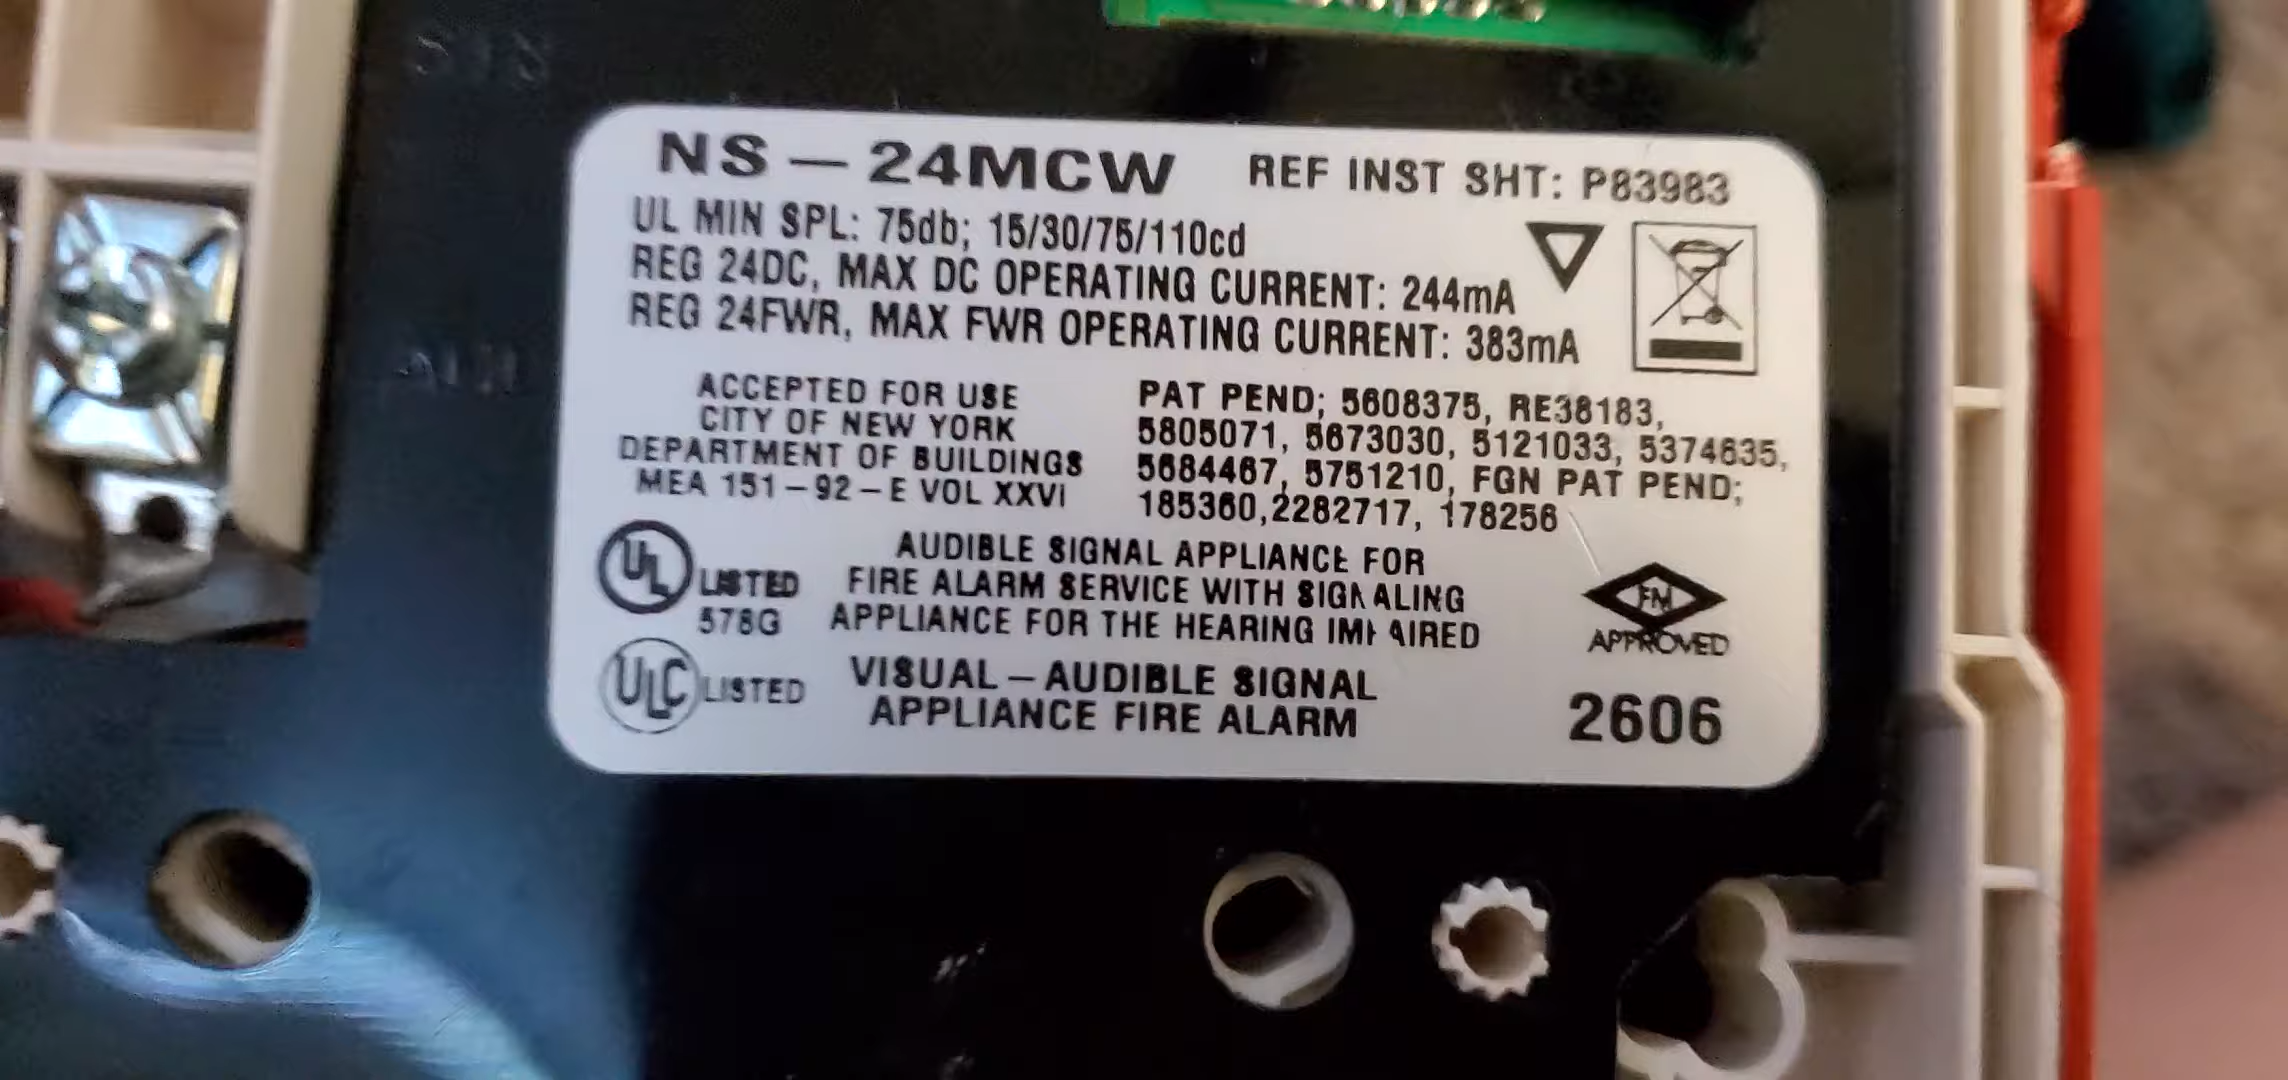 NS – 24MCW REF INST SHT: P83983
UL MIN SPL: 75db; 15/30/75/110cd
REG 24DC, MAX DC OPERATING CURRENT: 244mA
REG 24FWR, MAX FWR OPERATING CURRENT: 383mA
ACCEPTED FOR USE
CITY OF NEW YORK
DEPARTMENT OF BUILDINGS
MEA 151 – 92 – E VOL XXVI
PAT PEND; 5608375, RE38183,
5805071, 5673030, 5121033, 5374635,
5684467, 5751210, FGN PAT PEND;
185360,2282717, 178256
UL LISTED
578G
AUDIBLE SIGNAL APPLIANCE FOR
FIRE ALARM SERVICE WITH SIGNALING
APPLIANCE FOR THE HEARING IMPAIRED
ULC LISTED
VISUAL – AUDIBLE SIGNAL
APPLIANCE FIRE ALARM
FM
APPROVED
2606